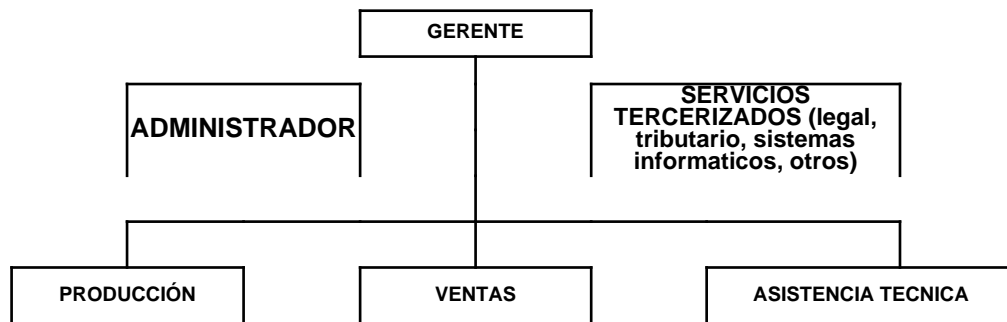 GERENTE
ADMINISTRADOR
SERVICIOS
TERCERIZADOS (legal,
tributario, sistemas
informaticos, otros)
PRODUCCIÓN
VENTAS
ASISTENCIA TECNICA